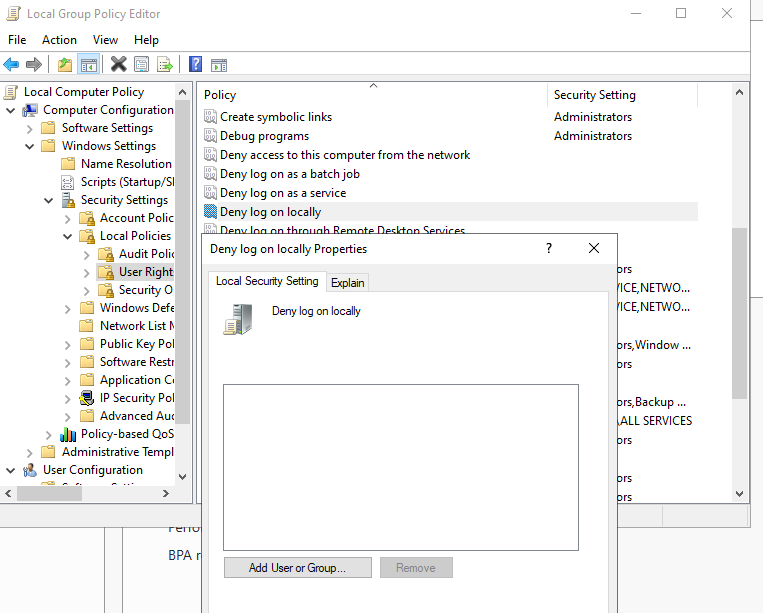 Local Group Policy Editor
File Action View Help
Local Computer Policy
Computer Configuration
Software Settings
Windows Settings
Name Resolution
Scripts (Startup/Sh
Security Settings
Account Polic
Local Policies
Audit Polic
User Right
Security O
Windows Defe
Network List M
Public Key Pol
Software Restr
Application Co
IP Security Pol
Advanced Aud
Policy-based QoS
Administrative Templ
User Configuration
Policy Security Setting
Create symbolic links Administrators
Debug programs Administrators
Deny access to this computer from the network
Deny log on as a batch job
Deny log on as a service
Deny log on locally
Deny log on through Remote Desktop Services
ors
ICE,NETWO...
ICE,NETWO...
ors,Window ...
ors
ors,Backup ...
\ALL SERVICES
ors
ors
ors
Deny log on locally Properties
?
Local Security Setting Explain
Deny log on locally
Add User or Group... Remove
Perfo
BPA r